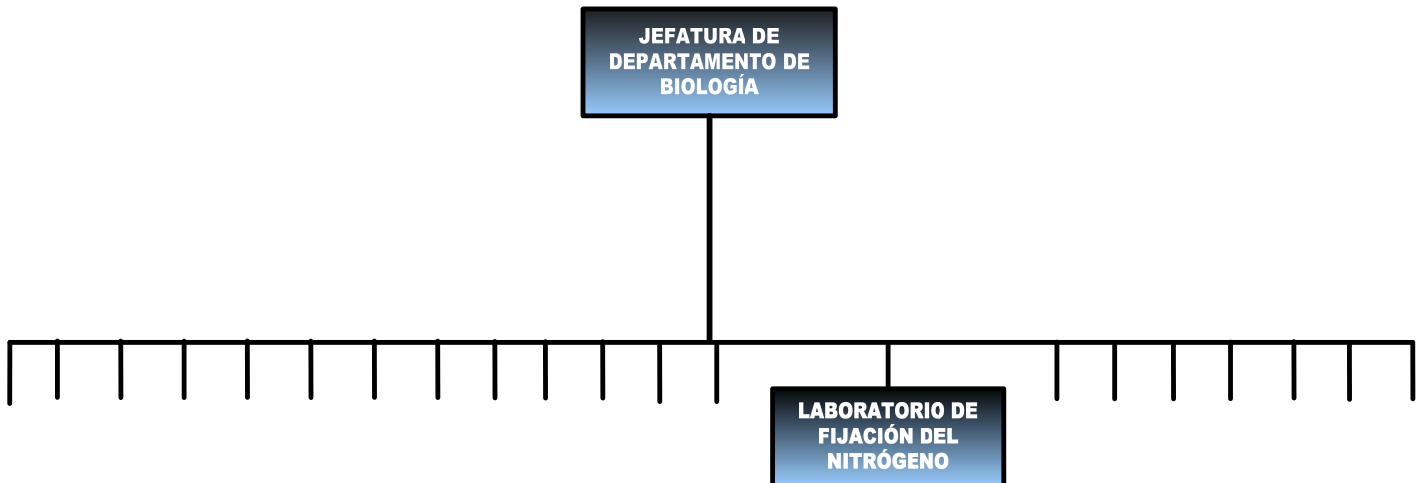 JEFATURA DE
DEPARTAMENTO DE
BIOLOGÍA
LABORATORIO DE
FIJACIÓN DEL
NITRÓGENO